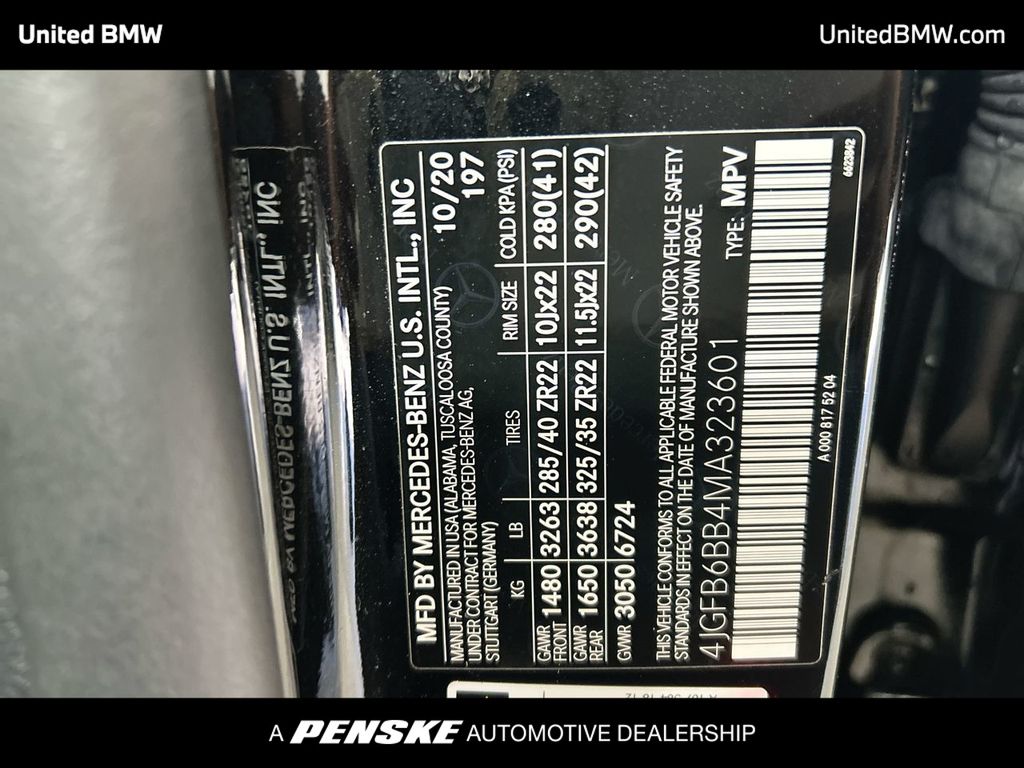 United BMW
UnitedBMW.com
MFD BY MERCEDES-BENZ U.S. INTL., INC
MANUFACTURED IN USA (ALABAMA, TUSCALOOSA COUNTY) 10/20
UNDER CONTRACT FOR MERCEDES-BENZ AG, 197
STUTTGART (GERMANY)
KG LB TIRES RIM SIZE COLD KPA (PSI)
GAWR FRONT 1480 3263 285/40 ZR22 10Jx22 280(41)
GAWR REAR 1650 3638 325/35 ZR22 11.5Jx22 290(42)
GVWR 3050 6724
THIS VEHICLE CONFORMS TO ALL APPLICABLE FEDERAL MOTOR VEHICLE SAFETY
STANDARDS IN EFFECT ON THE DATE OF MANUFACTURE SHOWN ABOVE.
4JGFB6BB4MA323601 TYPE: MPV
A 000 817 52 04
6623842
A PENSKE AUTOMOTIVE DEALERSHIP